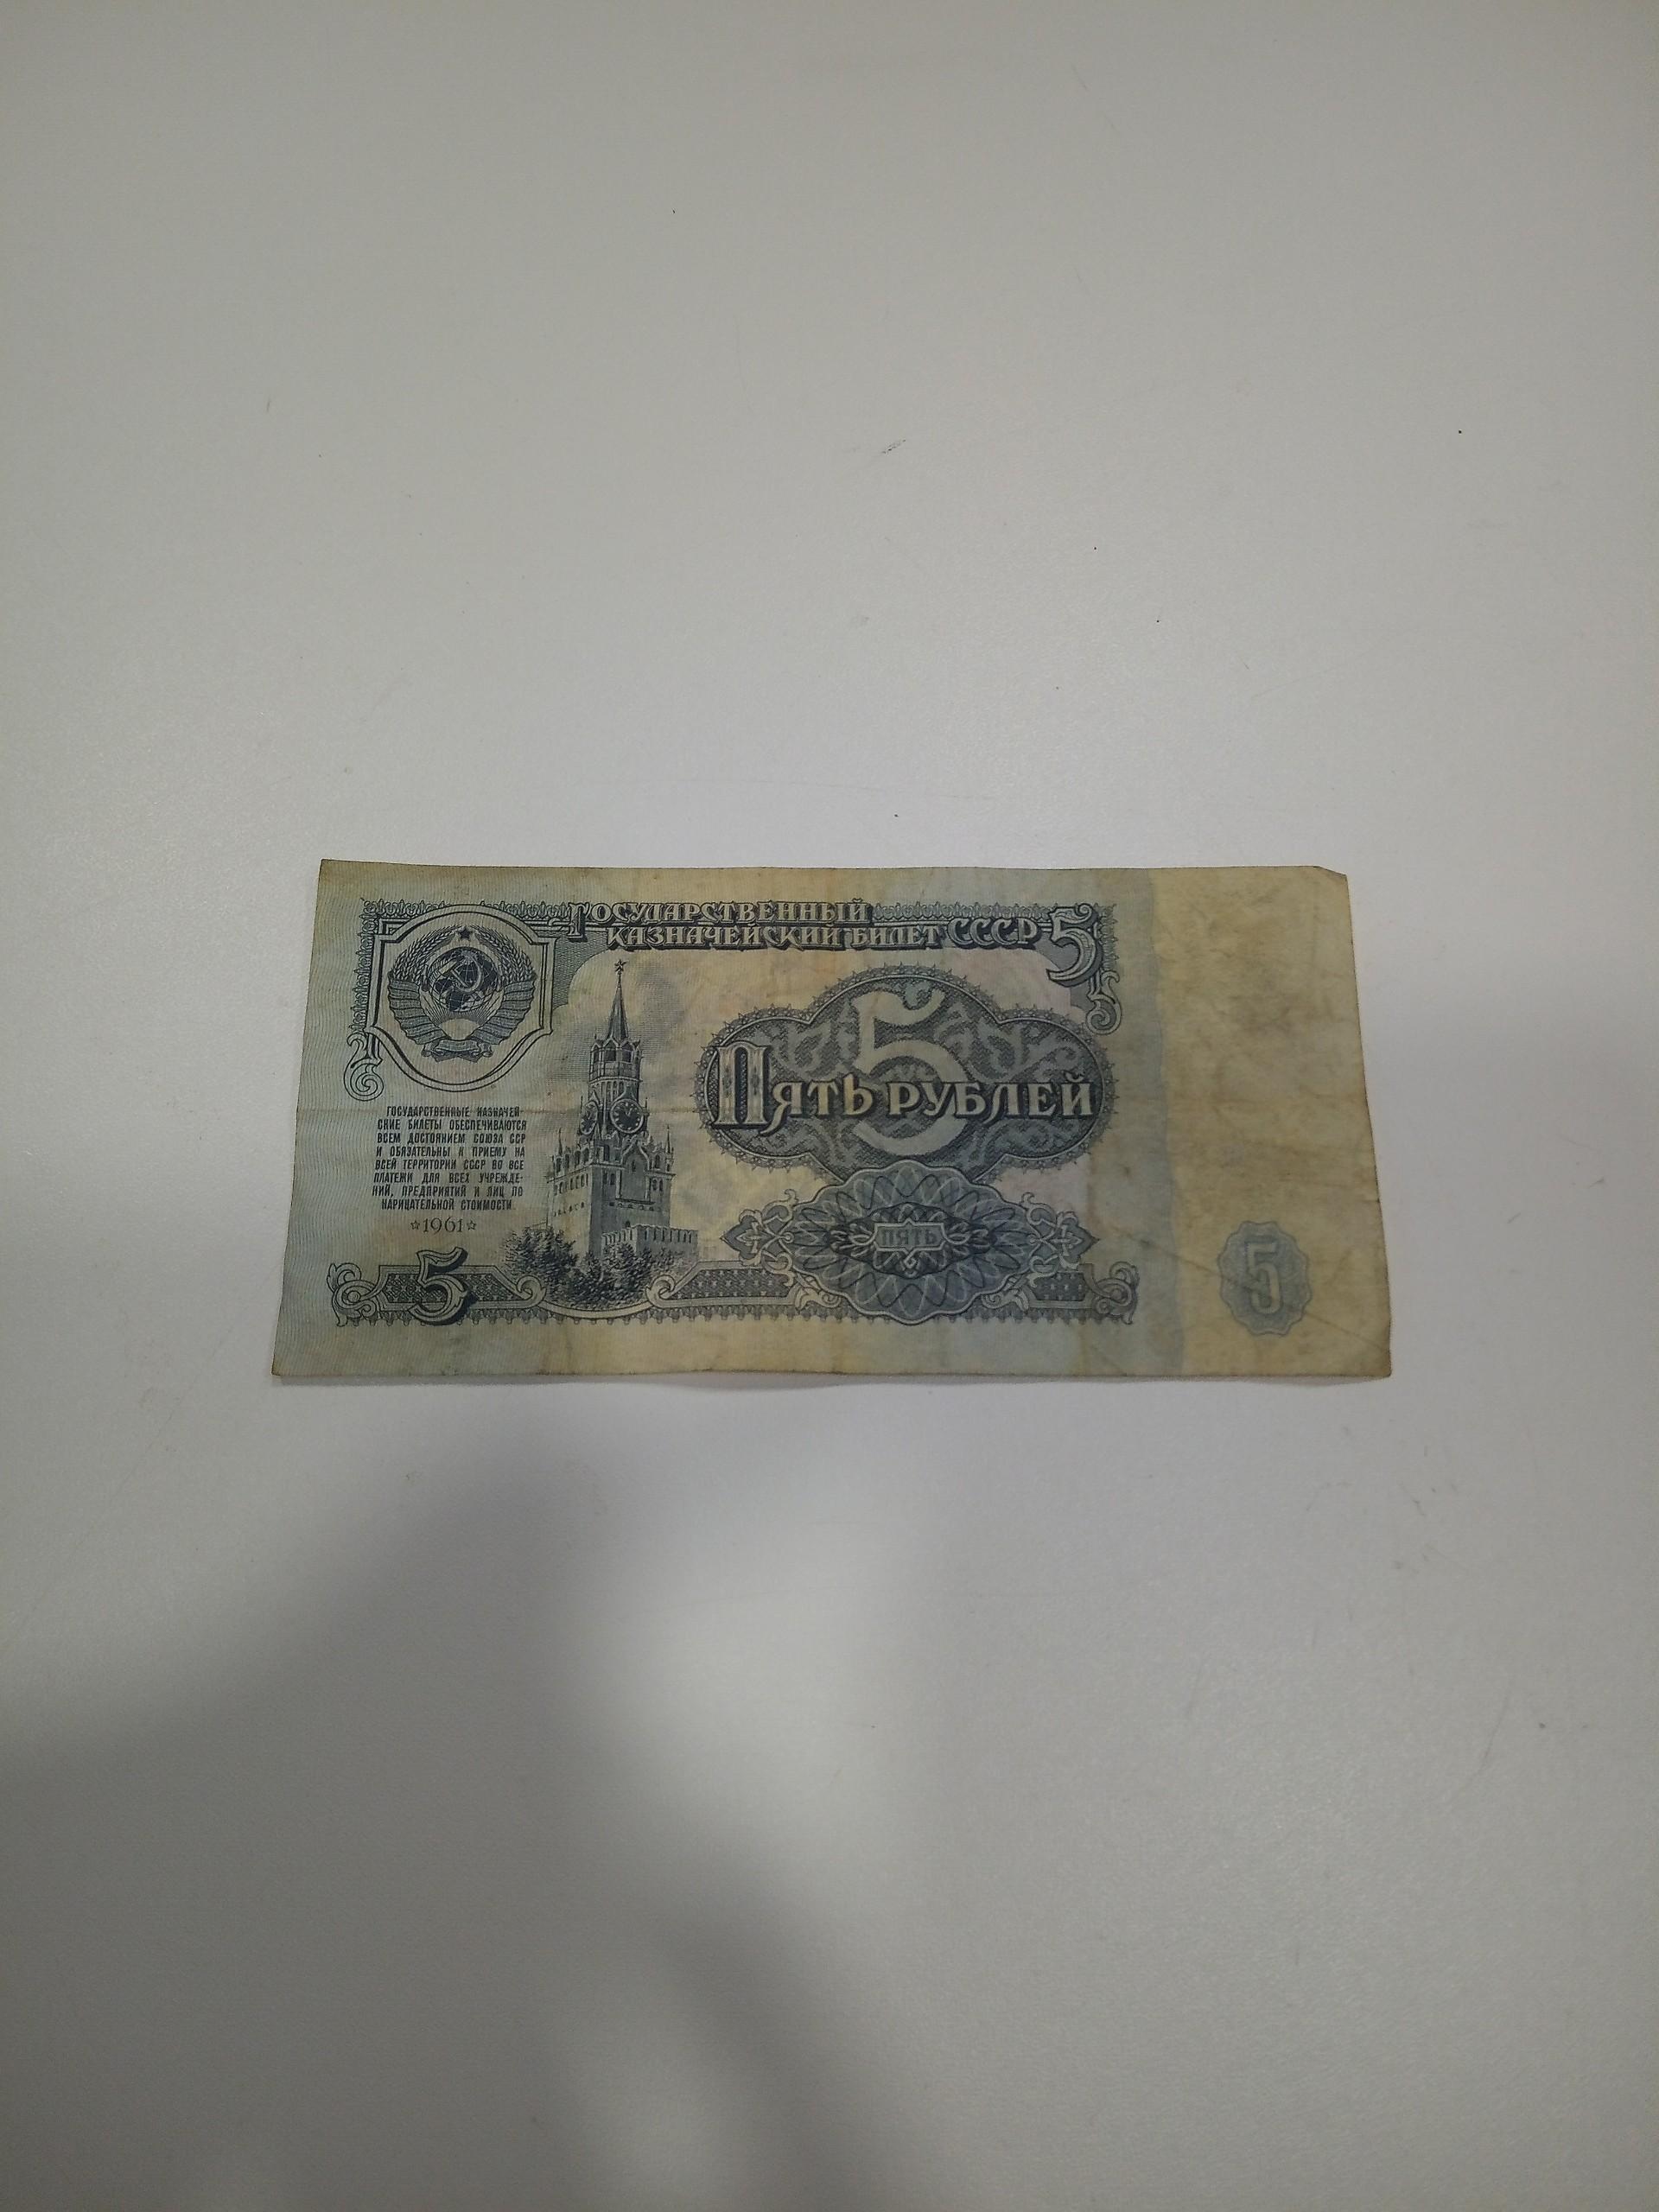 ГОСУДАРСТВЕННЫЙ
КАЗНАЧЕЙСКИЙ БИЛЕТ СССР 5
5
ПЯТЬ РУБЛЕЙ
ГОСУДАРСТВЕННЫЕ КАЗНАЧЕЙ-
СКИЕ БИЛЕТЫ ОБЕСПЕЧИВАЮТСЯ
ВСЕМ ДОСТОЯНИЕМ СОЮЗА ССР
И ОБЯЗАТЕЛЬНЫ К ПРИЕМУ НА
ВСЕЙ ТЕРРИТОРИИ СССР ВО ВСЕ
ПЛАТЕЖИ ДЛЯ ВСЕХ УЧРЕЖДЕ-
НИЙ, ПРЕДПРИЯТИЙ И ЛИЦ ПО
НАРИЦАТЕЛЬНОЙ СТОИМОСТИ
☆1961☆
ПЯТЬ
5
5